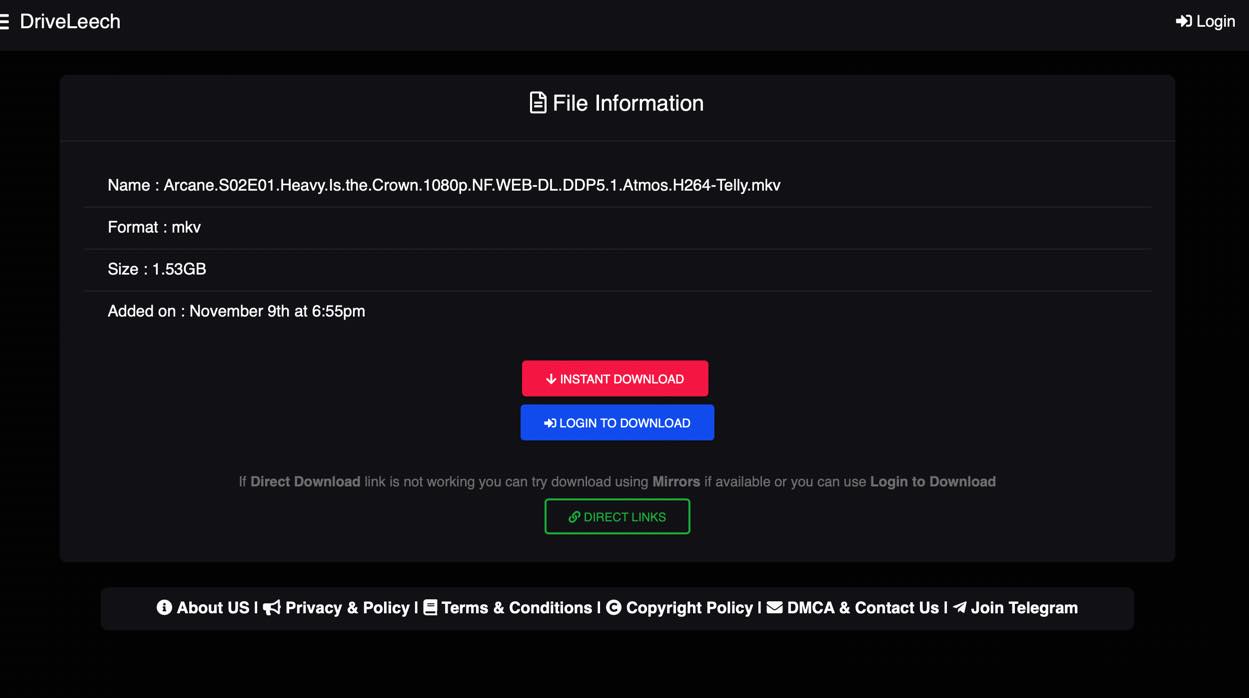 DriveLeech
Login
File Information
Name : Arcane.S02E01.Heavy.Is.the.Crown.1080p.NF.WEB-DL.DDP5.1.Atmos.H264-Telly.mkv
Format : mkv
Size : 1.53GB
Added on : November 9th at 6:55pm
INSTANT DOWNLOAD
LOGIN TO DOWNLOAD
If Direct Download link is not working you can try download using Mirrors if available or you can use Login to Download
DIRECT LINKS
About US | Privacy & Policy | Terms & Conditions | Copyright Policy | DMCA & Contact Us | Join Telegram